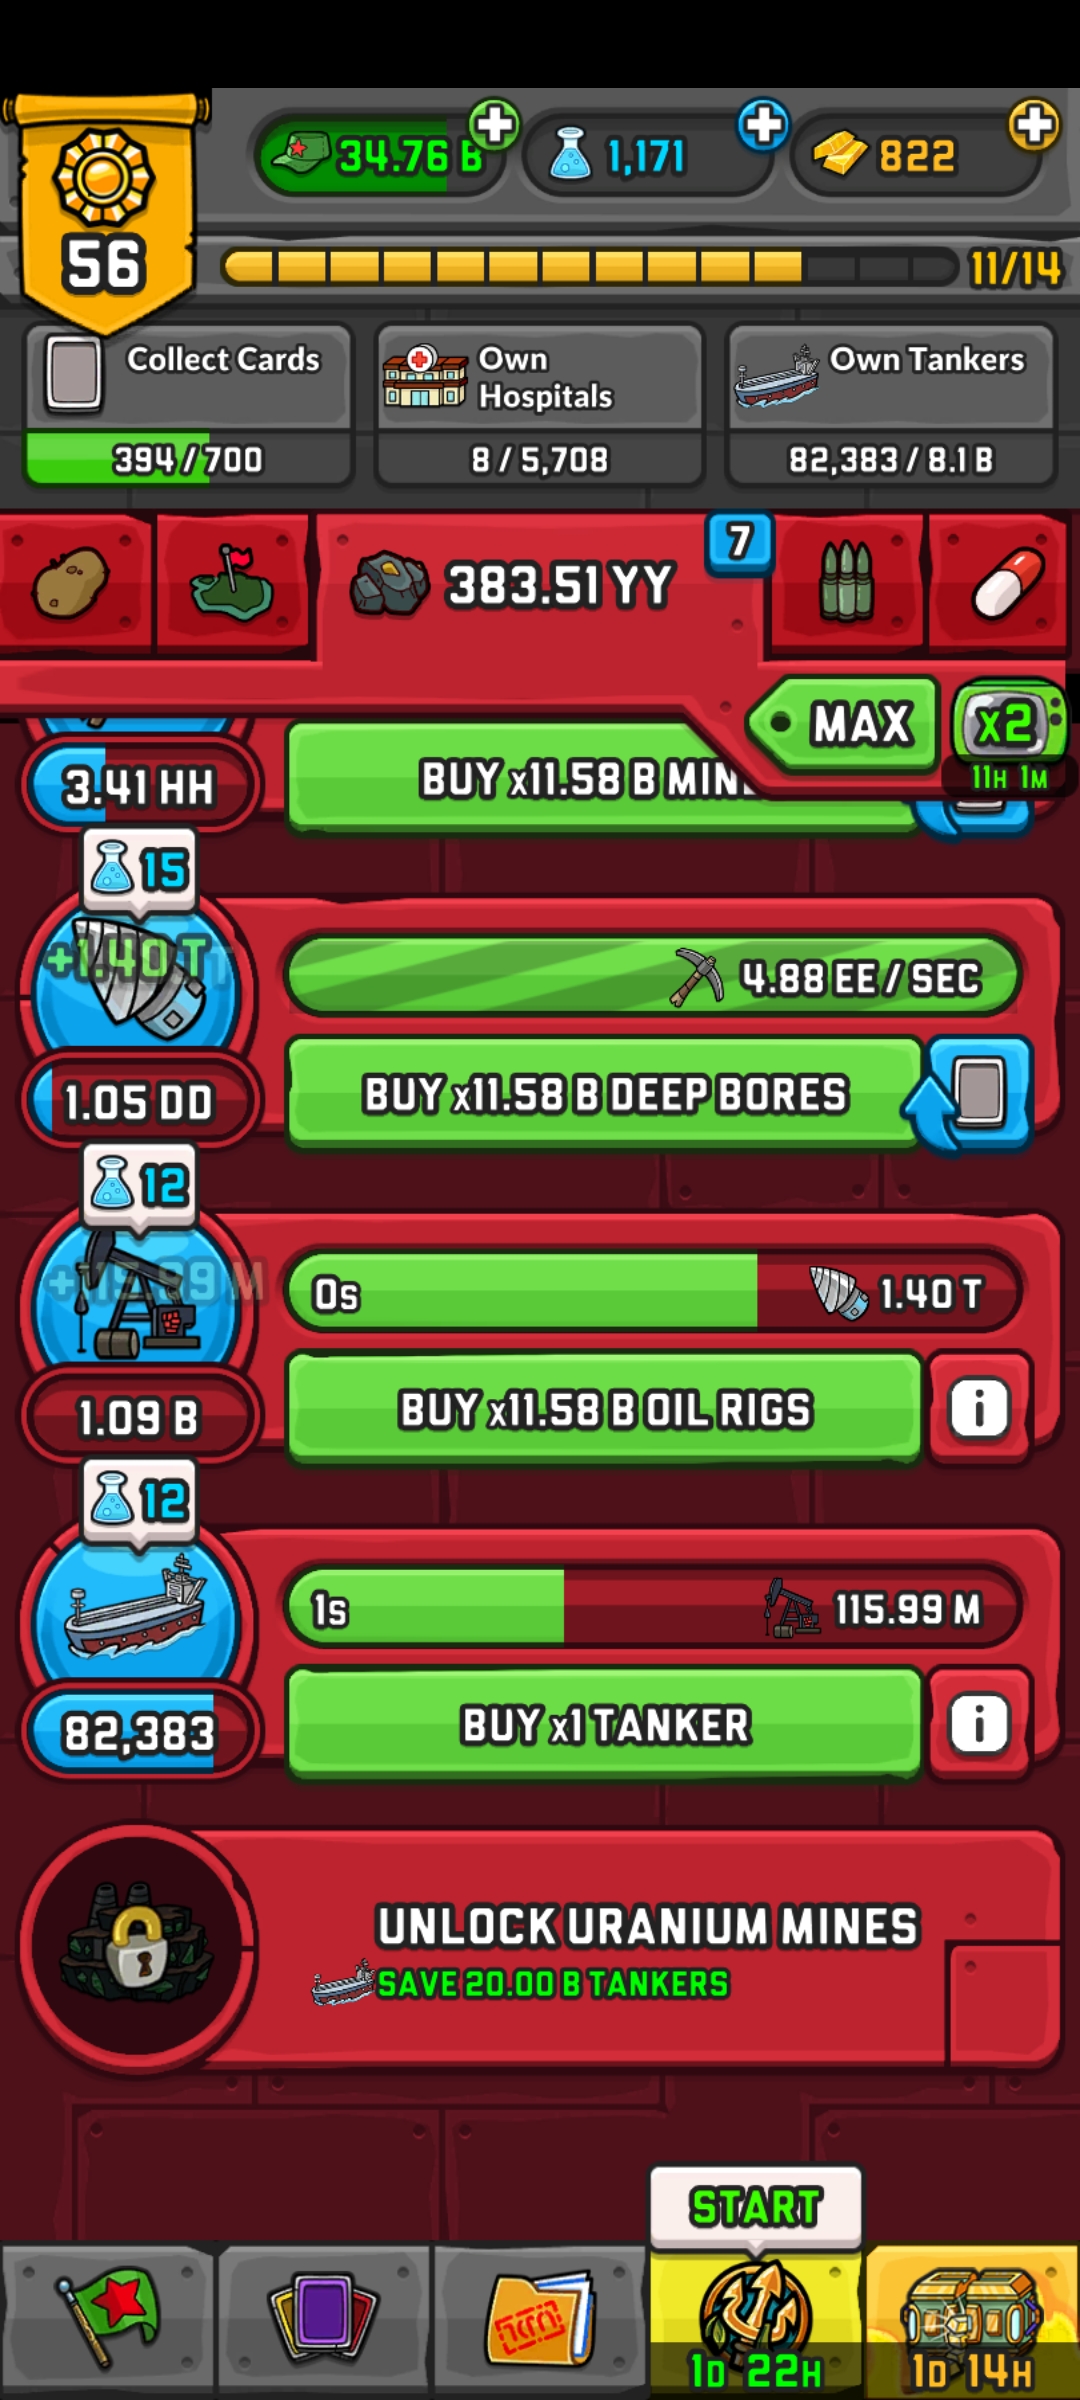 34.76 B
1,171
822
56
11/14
Collect Cards
394/700
Own
Hospitals
8/5,708
Own Tankers
82,383/8.1 B
383.51 YY
7
MAX
x2
11H 1M
3.41 HH
BUY x11.58 B MIN
15
+1.40 T
4.88 EE/SEC
1.05 DD
BUY x11.58 B DEEP BORES
12
0s
1.40 T
1.09 B
BUY x11.58 B OIL RIGS
i
12
1s
115.99 M
82,383
BUY x1 TANKER
i
UNLOCK URANIUM MINES
SAVE 20.00 B TANKERS
START
1D 22H
1D 14H